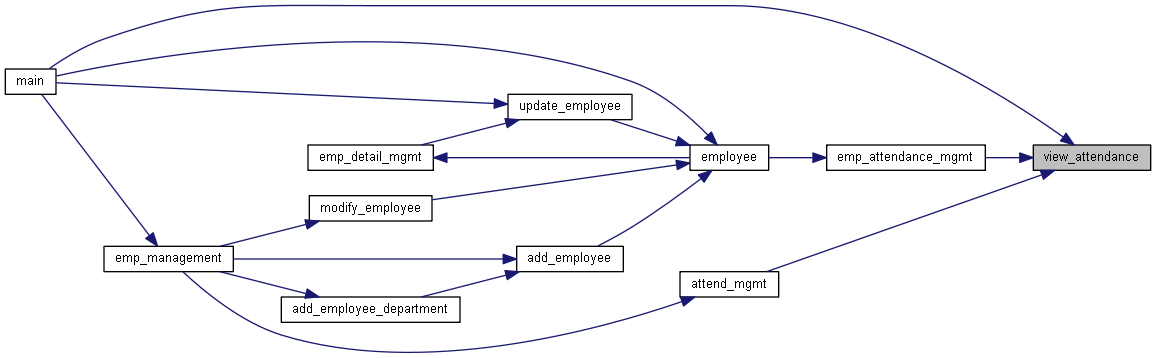 main
update_employee
emp_detail_mgmt
employee
emp_attendance_mgmt
view_attendance
modify_employee
emp_management
add_employee
attend_mgmt
add_employee_department